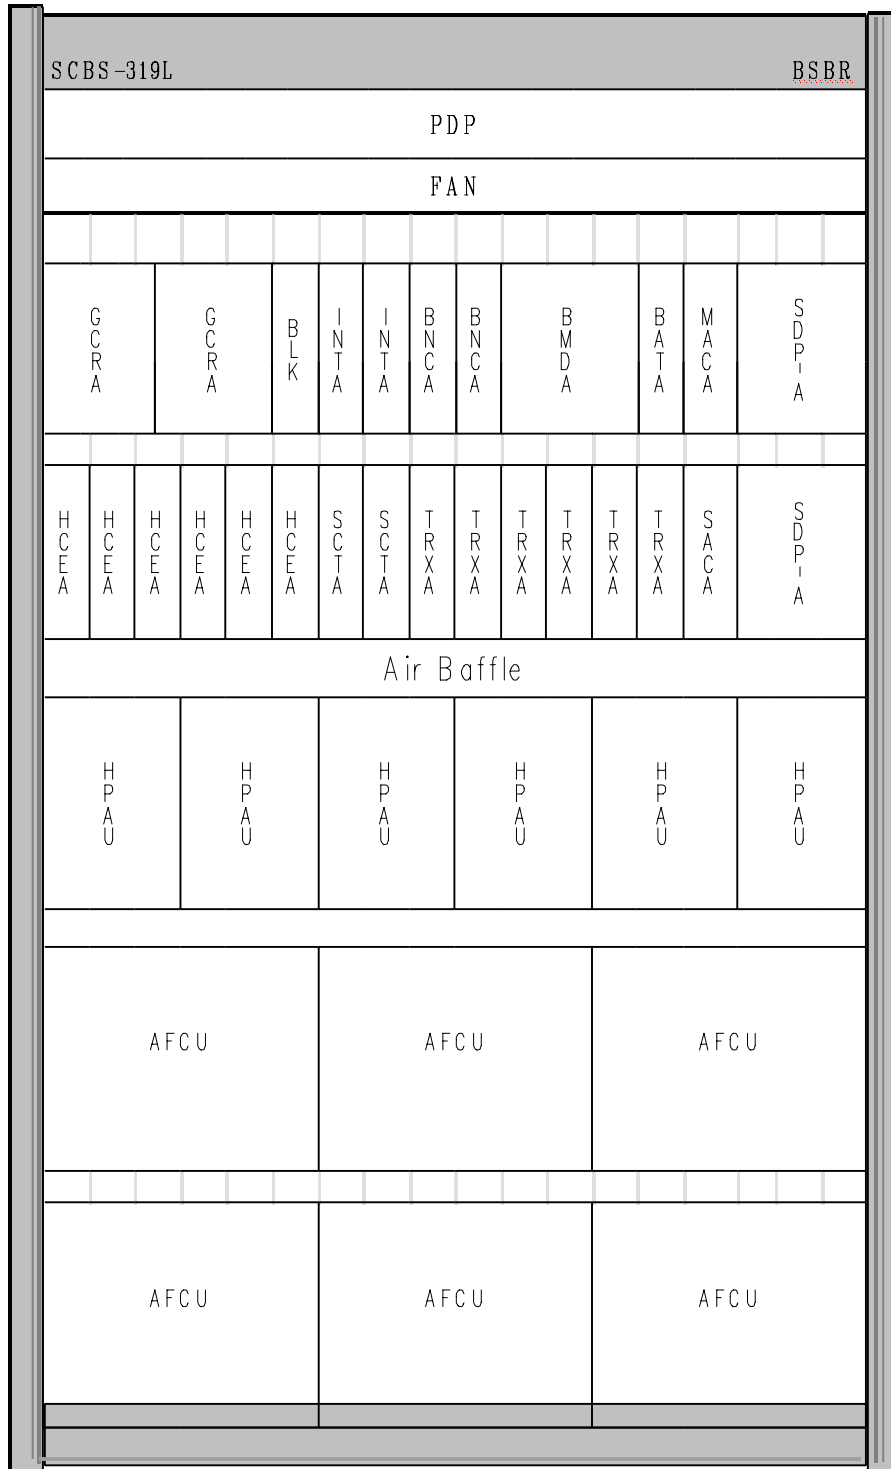 SCBS-319L BSBR
PDP
FAN
GCRA GCRA BLK INTA INTA BNCA BNCA BMDA BATA MACA SDP-A
HCEA HCEA HCEA HCEA HCEA HCEA SCTA SCTA TRXA TRXA TRXA TRXA TRXA TRXA SACA SDP-A
Air Baffle
HPAU HPAU HPAU HPAU HPAU HPAU
AFCU AFCU AFCU
AFCU AFCU AFCU